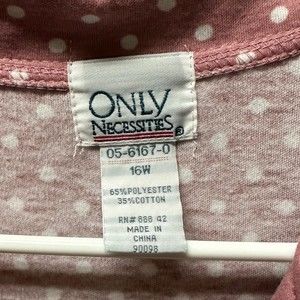 ONLY
NECESSITIES®
05-6167-0
16W
65% POLYESTER
35% COTTON
RN# 888 42
MADE IN
CHINA
90098